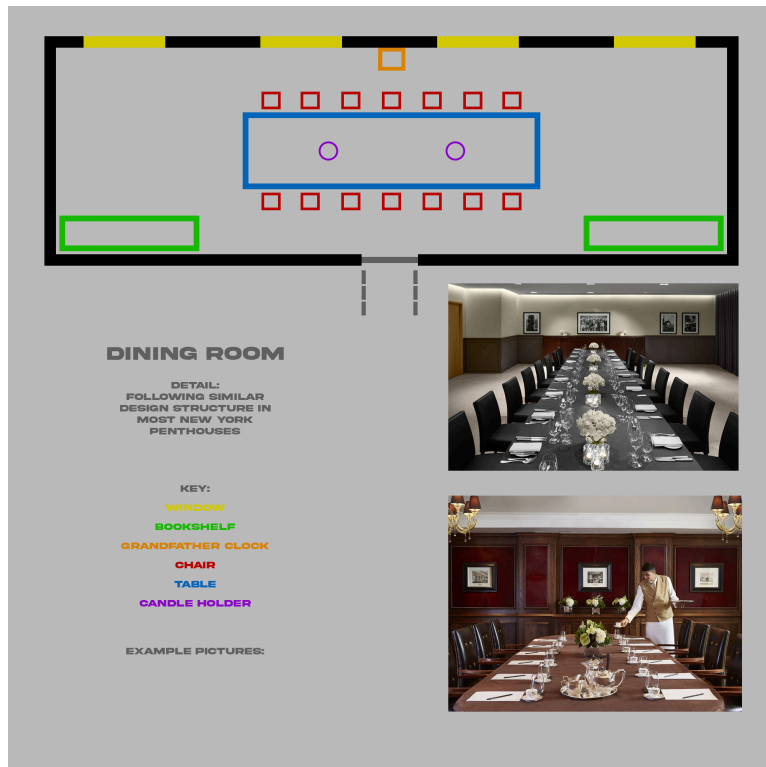 DINING ROOM
DETAIL:
FOLLOWING SIMILAR
DESIGN STRUCTURE IN
MOST NEW YORK
PENTHOUSES
KEY:
WINDOW
BOOKSHELF
GRANDFATHER CLOCK
CHAIR
TABLE
CANDLE HOLDER
EXAMPLE PICTURES: